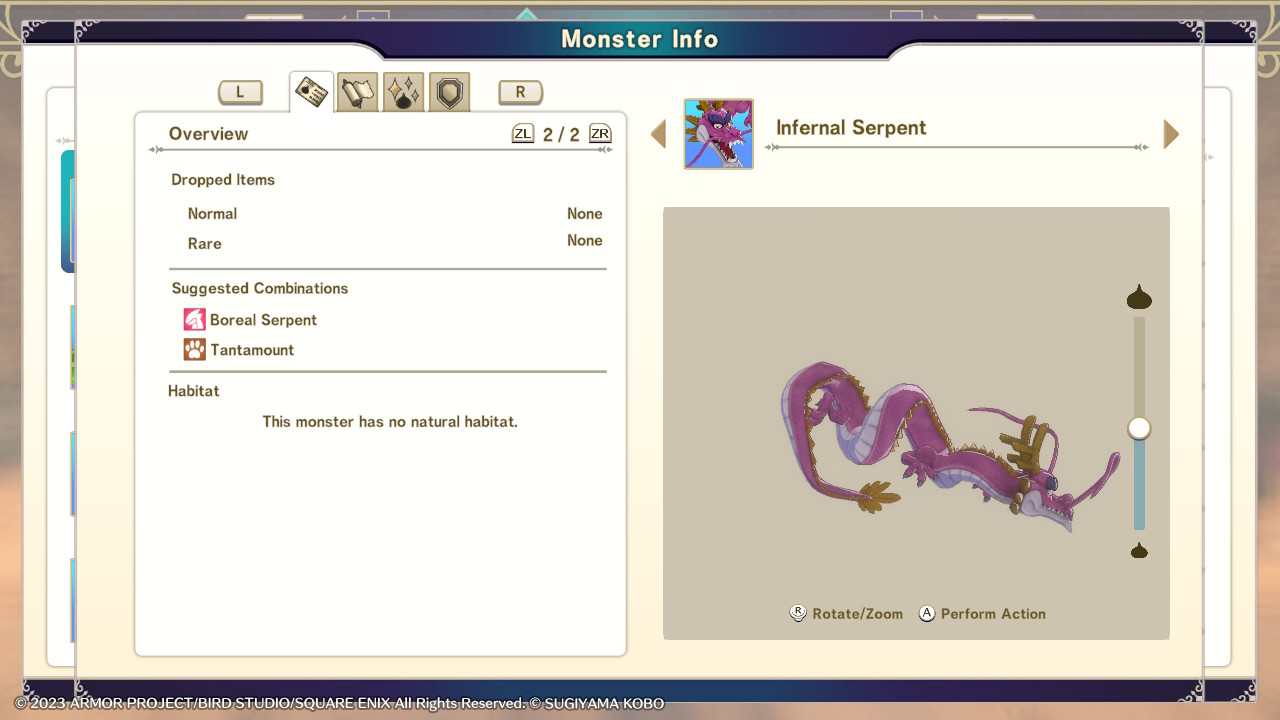 Monster Info
L
R
Overview
ZL 2 / 2 ZR
Dropped Items
Normal None
Rare None
Suggested Combinations
Boreal Serpent
Tantamount
Habitat
This monster has no natural habitat.
Infernal Serpent
R Rotate/Zoom A Perform Action
© 2023 ARMOR PROJECT/BIRD STUDIO/SQUARE ENIX All Rights Reserved. © SUGIYAMA KOBO